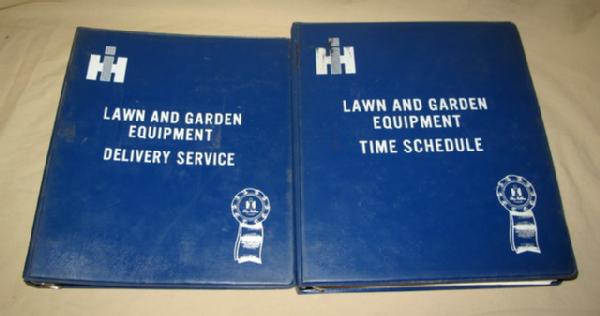 IH
LAWN AND GARDEN
EQUIPMENT
DELIVERY SERVICE
IH
LAWN AND GARDEN
EQUIPMENT
TIME SCHEDULE